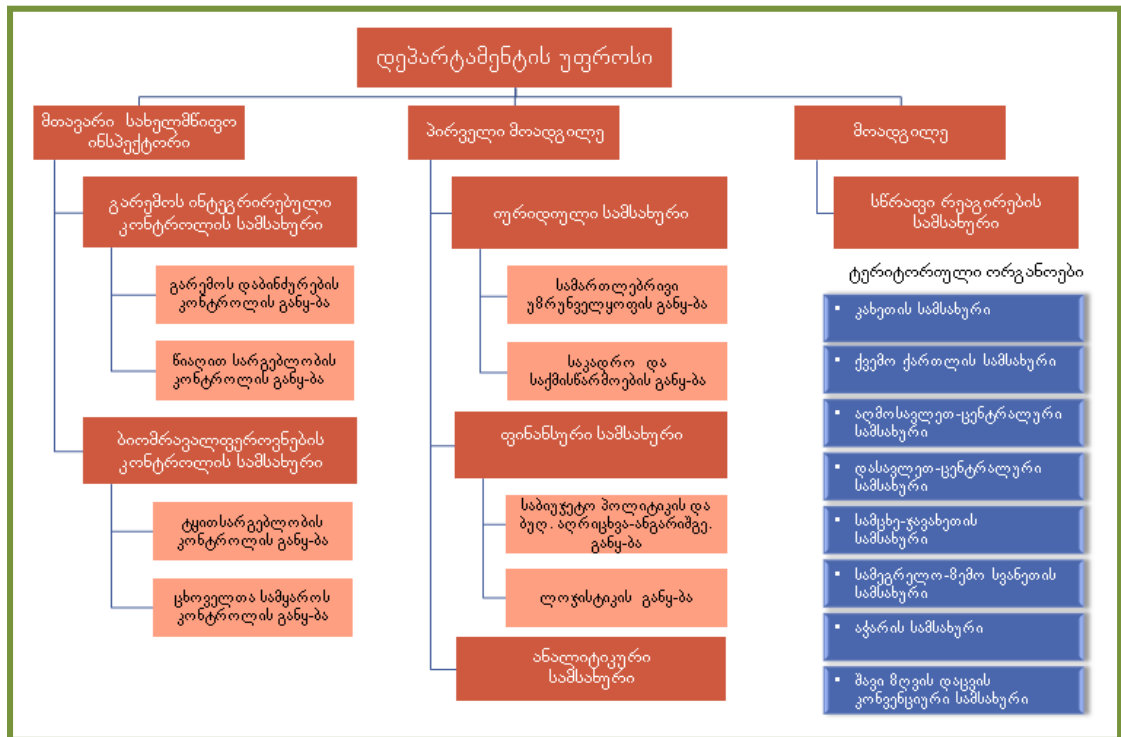 დეპარტამენტის უფროსი
მთავარი სახელმწიფო
ინსპექტორი
გარემოს ინტეგრირებული
კონტროლის სამსახური
გარემოს დაბინძურების
კონტროლის განყ-ბა
წიაღით სარგებლობის
კონტროლის განყ-ბა
ბიომრავალფეროვნების
კონტროლის სამსახური
ტყითსარგებლობის
კონტროლის განყ-ბა
ცხოველთა სამყაროს
კონტროლის განყ-ბა
პირველი მოადგილე
იურიდიული სამსახური
სამართლებრივი
უზრუნველყოფის განყ-ბა
საკადრო და
საქმისწარმოების განყ-ბა
ფინანსური სამსახური
საბიუჯეტო პოლიტიკის და
ბუღ. აღრიცხვა-ანგარიშგე.
განყ-ბა
ლოჯისტიკის განყ-ბა
ანალიტიკური
სამსახური
მოადგილე
სწრაფი რეაგირების
სამსახური
ტერიტორიული ორგანოები
▪ კახეთის სამსახური
▪ ქვემო ქართლის სამსახური
▪ აღმოსავლეთ-ცენტრალური
სამსახური
▪ დასავლეთ-ცენტრალური
სამსახური
▪ სამცხე-ჯავახეთის
სამსახური
▪ სამეგრელო-ზემო სვანეთის
სამსახური
▪ აჭარის სამსახური
▪ შავი ზღვის დაცვის
კონვენციური სამსახური